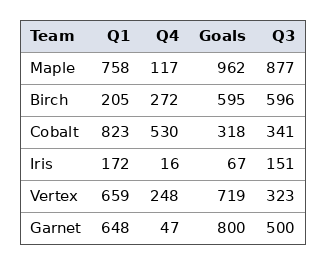 Team Q1 Q4 Goals Q3
Maple 758 117 962 877
Birch 205 272 595 596
Cobalt 823 530 318 341
Iris 172 16 67 151
Vertex 659 248 719 323
Garnet 648 47 800 500